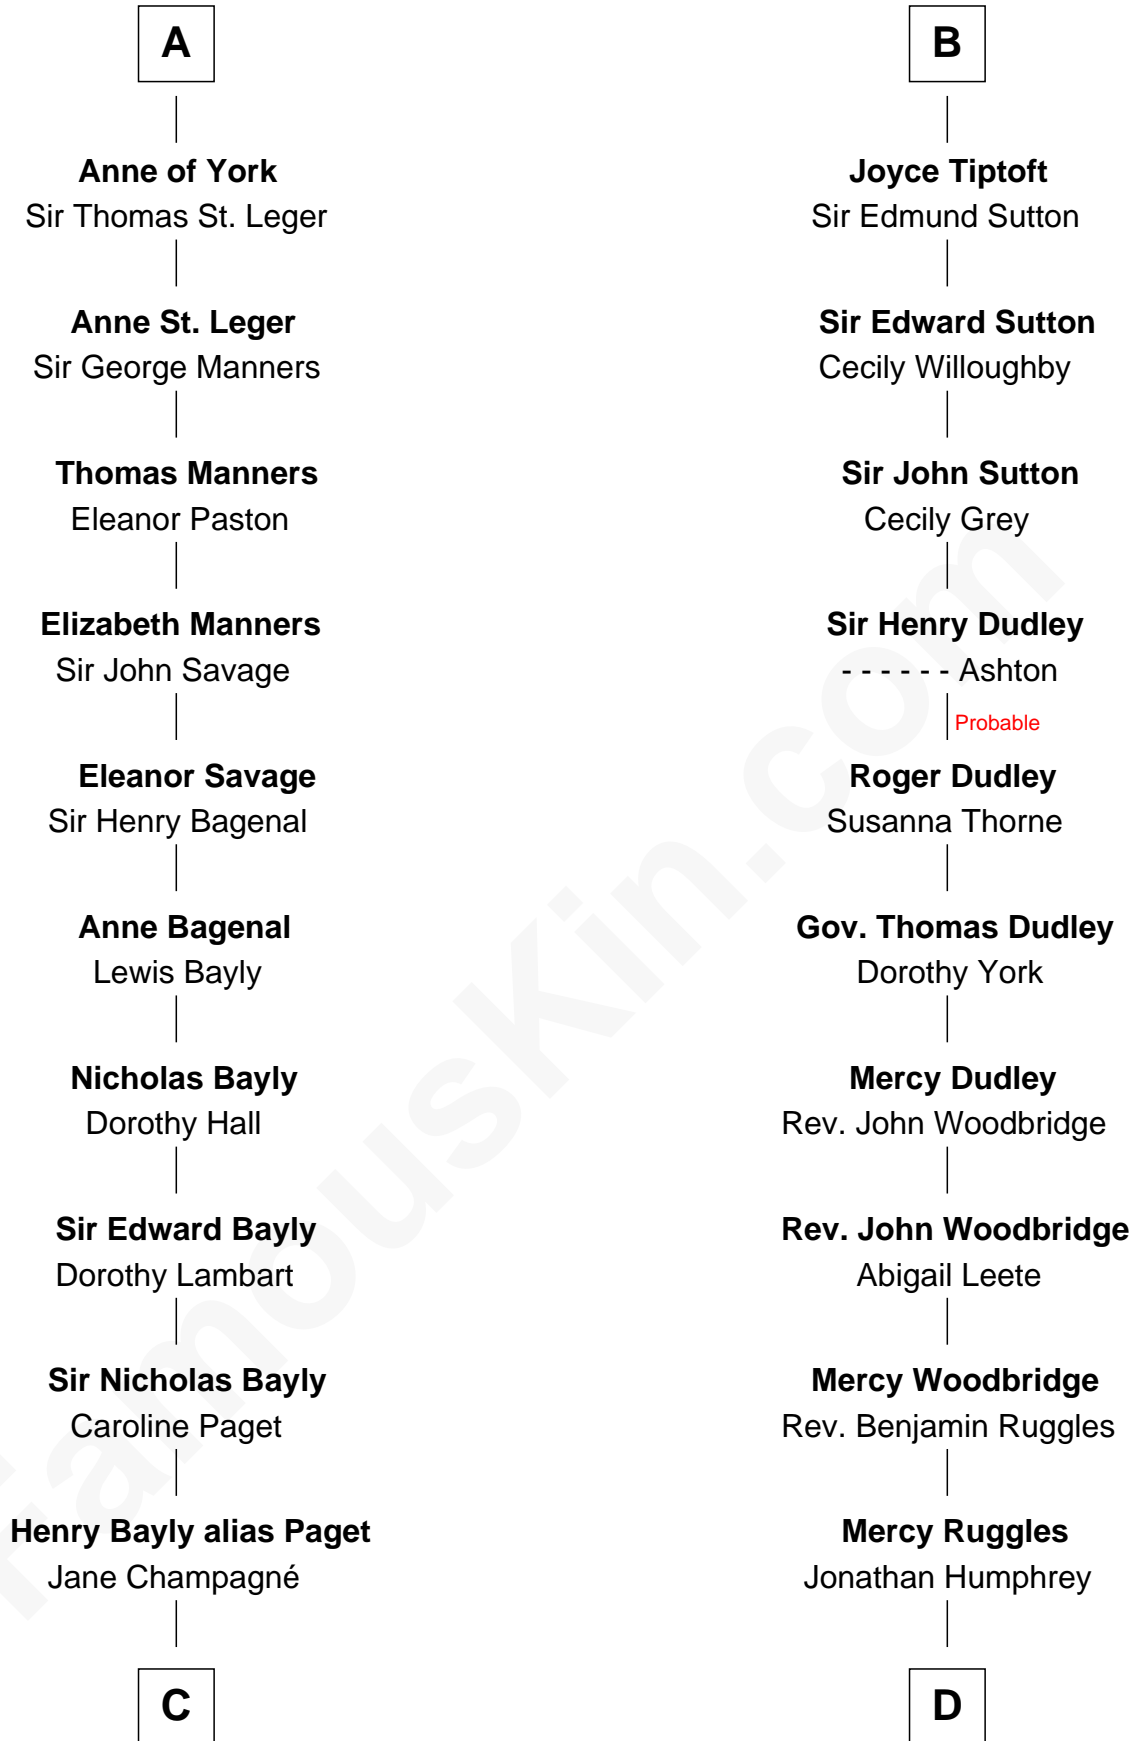 A
Anne of York
Sir Thomas St. Leger
Anne St. Leger
Sir George Manners
Thomas Manners
Eleanor Paston
Elizabeth Manners
Sir John Savage
Eleanor Savage
Sir Henry Bagenal
Anne Bagenal
Lewis Bayly
Nicholas Bayly
Dorothy Hall
Sir Edward Bayly
Dorothy Lambart
Sir Nicholas Bayly
Caroline Paget
Henry Bayly alias Paget
Jane Champagné
C
B
Joyce Tiptoft
Sir Edmund Sutton
Sir Edward Sutton
Cecily Willoughby
Sir John Sutton
Cecily Grey
Sir Henry Dudley
- - - - - - Ashton
Probable
Roger Dudley
Susanna Thorne
Gov. Thomas Dudley
Dorothy York
Mercy Dudley
Rev. John Woodbridge
Rev. John Woodbridge
Abigail Leete
Mercy Woodbridge
Rev. Benjamin Ruggles
Mercy Ruggles
Jonathan Humphrey
D
FamousKin.com